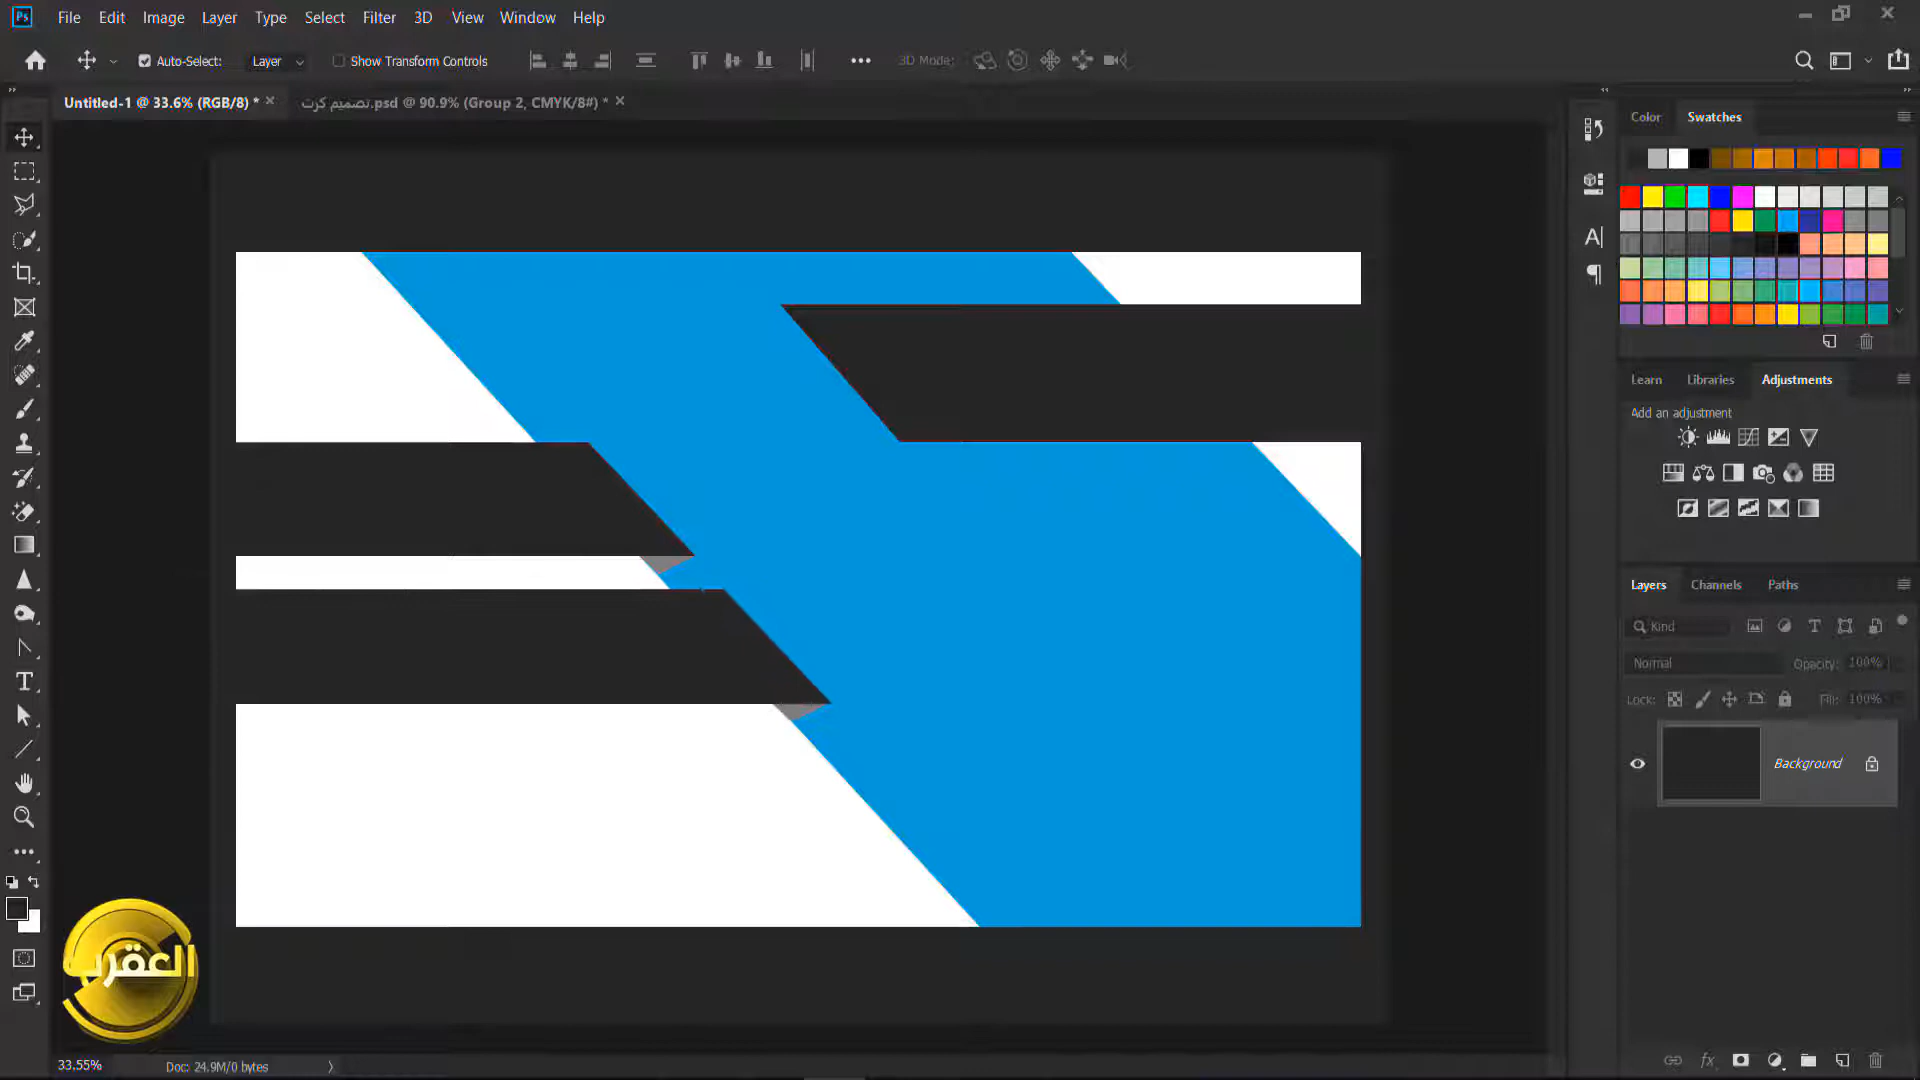 File Edit Image Layer Type Select Filter 3D View Window Help
Auto-Select: Layer Show Transform Controls 3D Mode:
Untitled-1 @ 33.6% (RGB/8) * تصميم كرت.psd @ 90.9% (Group 2, CMYK/8#) *
Color Swatches
Learn Libraries Adjustments
Add an adjustment
Layers Channels Paths
Kind
Normal Opacity: 100%
Lock: Fill: 100%
Background
العقرب
33.55% Doc: 24.9M/0 bytes